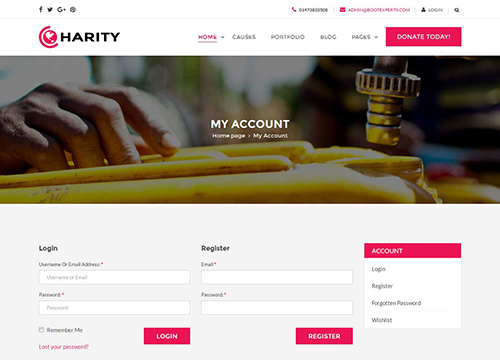 01973833508 ADMIN@BOOTEXPERTS.COM LOGIN
HARITY
HOME CAUSES PORTFOLIO BLOG PAGES DONATE TODAY!
MY ACCOUNT
Home page > My Account
Login
Username Or Email Address:*
Username or Email
Password:*
Password
Remember Me
LOGIN
Lost your password?
Register
Email*
Password:*
REGISTER
ACCOUNT
Login
Register
Forgotten Password
Wishlist